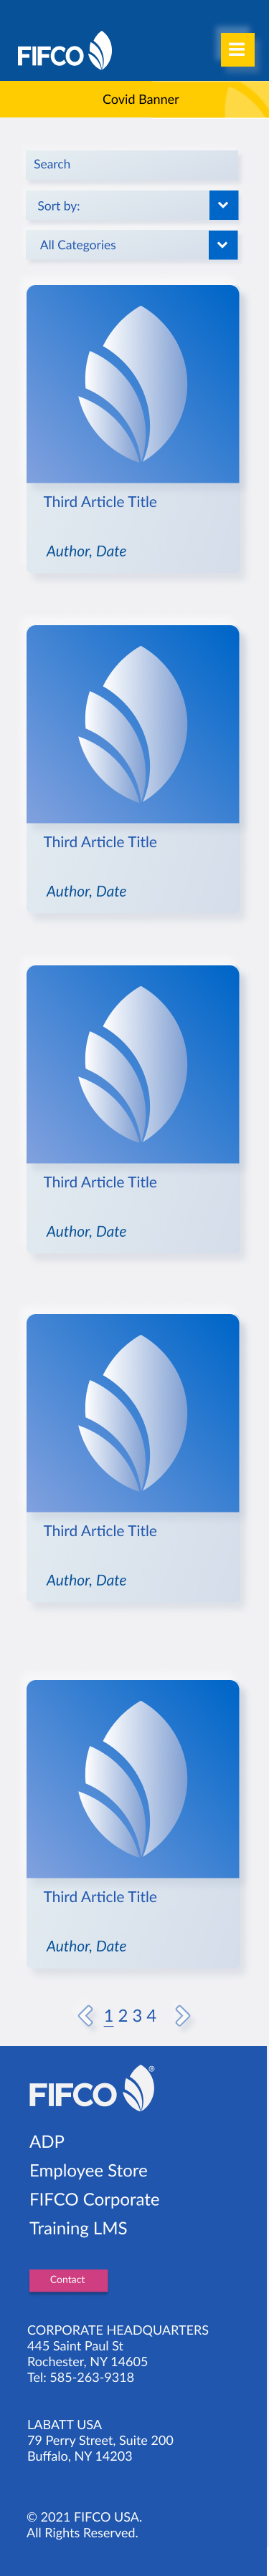 FIFCO
Covid Banner
Search
Sort by:
All Categories
Third Article Title
Author, Date
Third Article Title
Author, Date
Third Article Title
Author, Date
Third Article Title
Author, Date
Third Article Title
Author, Date
1 2 3 4
FIFCO®
ADP
Employee Store
FIFCO Corporate
Training LMS
Contact
CORPORATE HEADQUARTERS
445 Saint Paul St
Rochester, NY 14605
Tel: 585-263-9318
LABATT USA
79 Perry Street, Suite 200
Buffalo, NY 14203
© 2021 FIFCO USA.
All Rights Reserved.